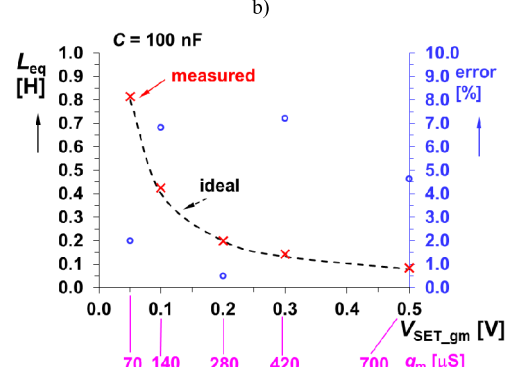 b)
C = 100 nF
L_eq [H]
error [%]
measured
ideal
1.0
0.9
0.8
0.7
0.6
0.5
0.4
0.3
0.2
0.1
0.0
10.0
9.0
8.0
7.0
6.0
5.0
4.0
3.0
2.0
1.0
0.0
0.0 0.1 0.2 0.3 0.4 0.5
V_SET_gm [V]
70 140 280 420 700 g_m [µS]